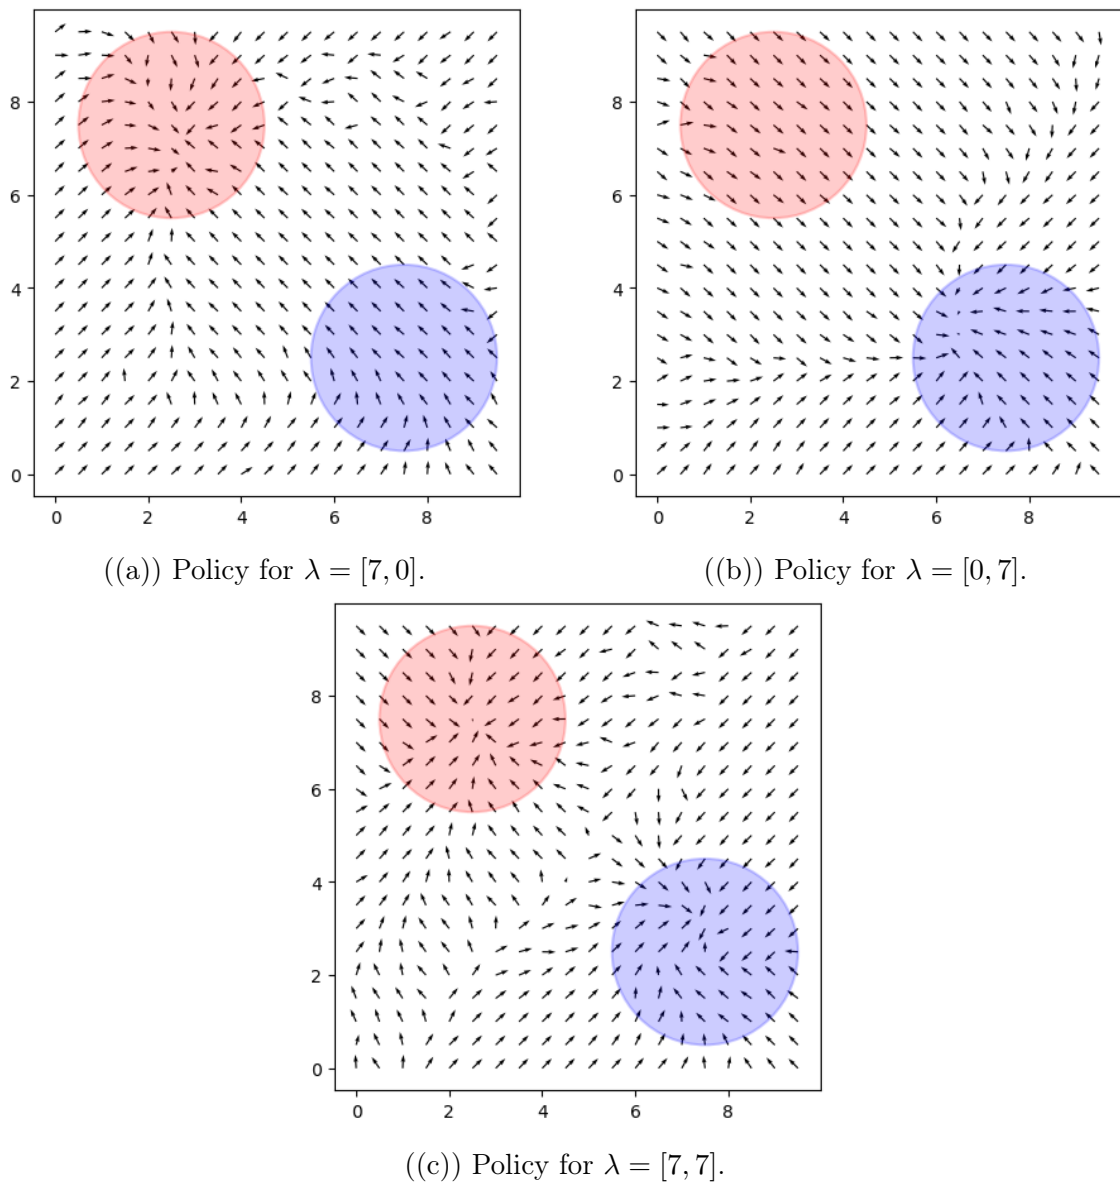 8
6
4
2
0
0 2 4 6 8
8
6
4
2
0
0 2 4 6 8
((a)) Policy for λ = [7, 0].
((b)) Policy for λ = [0, 7].
8
6
4
2
0
0 2 4 6 8
((c)) Policy for λ = [7, 7].